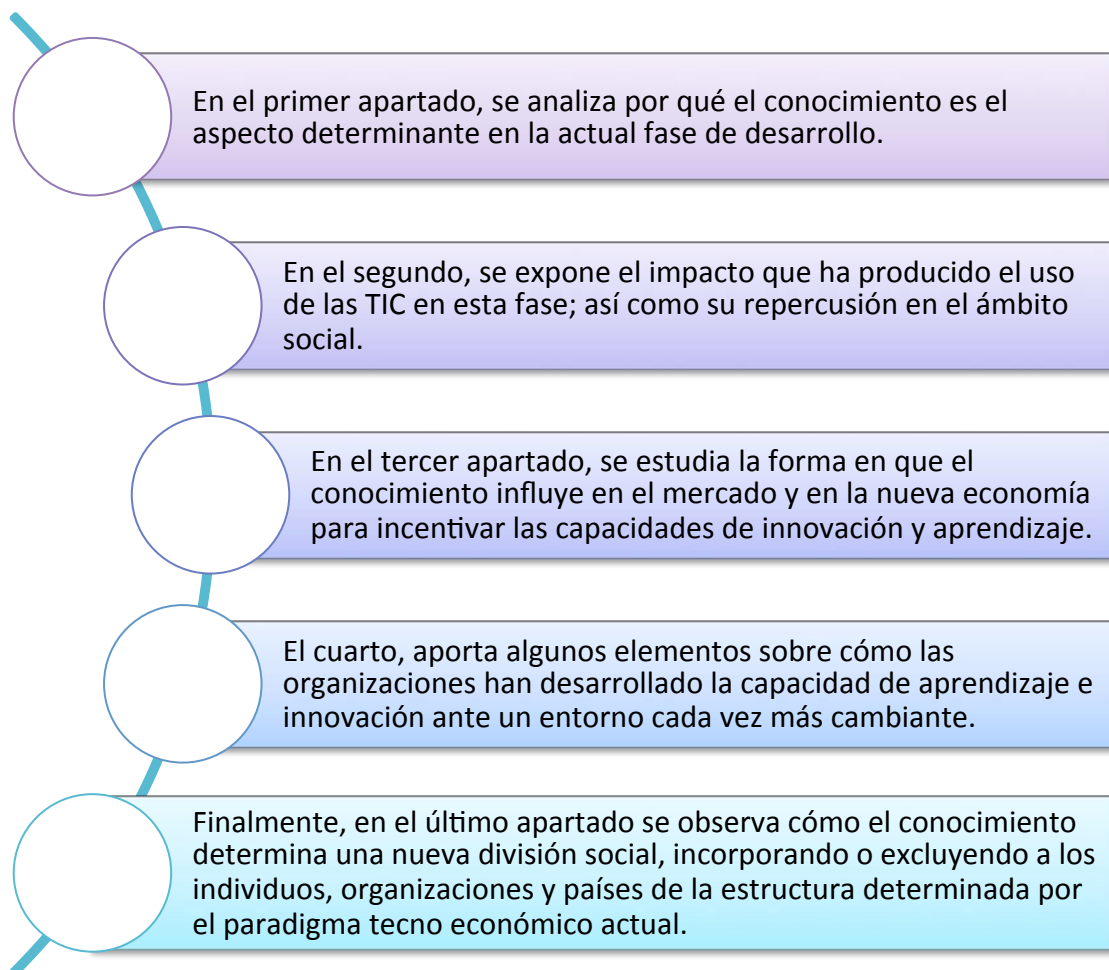 En el primer apartado, se analiza por qué el conocimiento es el
aspecto determinante en la actual fase de desarrollo.
En el segundo, se expone el impacto que ha producido el uso
de las TIC en esta fase; así como su repercusión en el ámbito
social.
En el tercer apartado, se estudia la forma en que el
conocimiento influye en el mercado y en la nueva economía
para incentivar las capacidades de innovación y aprendizaje.
El cuarto, aporta algunos elementos sobre cómo las
organizaciones han desarrollado la capacidad de aprendizaje e
innovación ante un entorno cada vez más cambiante.
Finalmente, en el último apartado se observa cómo el conocimiento
determina una nueva división social, incorporando o excluyendo a los
individuos, organizaciones y países de la estructura determinada por
el paradigma tecno económico actual.